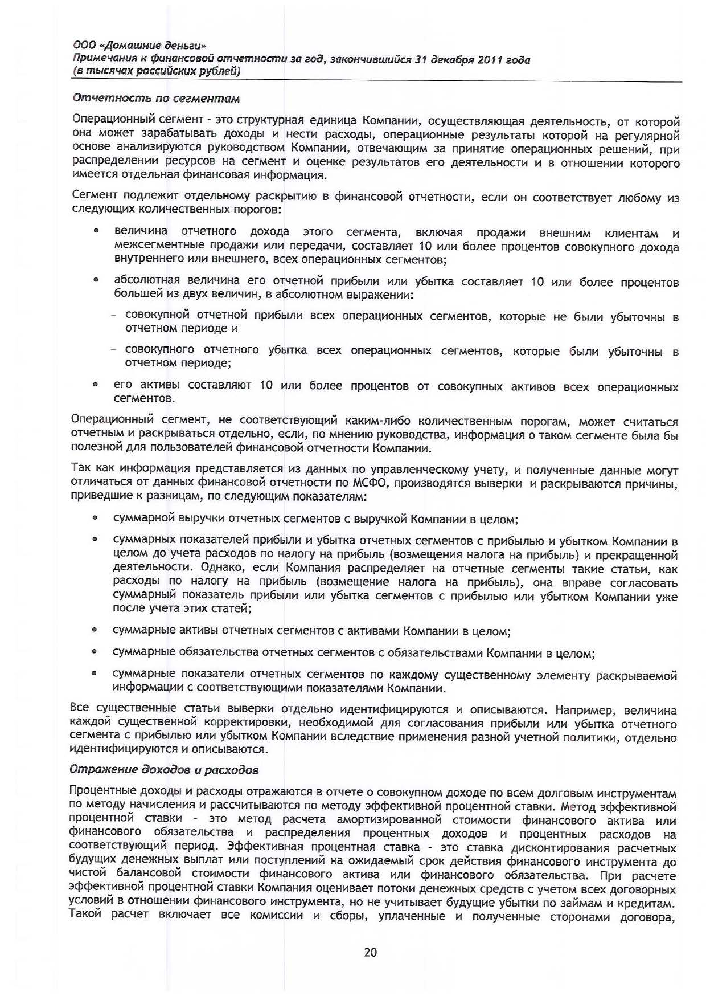 ООО «Домашние деньги»
Примечания к финансовой отчетности за год, закончившийся 31 декабря 2011 года
(в тысячах российских рублей)
Отчетность по сегментам
Операционный сегмент - это структурная единица Компании, осуществляющая деятельность, от которой
она может зарабатывать доходы и нести расходы, операционные результаты которой на регулярной
основе анализируются руководством Компании, отвечающим за принятие операционных решений, при
распределении ресурсов на сегмент и оценке результатов его деятельности и в отношении которого
имеется отдельная финансовая информация.
Сегмент подлежит отдельному раскрытию в финансовой отчетности, если он соответствует любому из
следующих количественных порогов:
• величина отчетного дохода этого сегмента, включая продажи внешним клиентам и
межсегментные продажи или передачи, составляет 10 или более процентов совокупного дохода
внутреннего или внешнего, всех операционных сегментов;
• абсолютная величина его отчетной прибыли или убытка составляет 10 или более процентов
большей из двух величин, в абсолютном выражении:
– совокупной отчетной прибыли всех операционных сегментов, которые не были убыточны в
отчетном периоде и
– совокупного отчетного убытка всех операционных сегментов, которые были убыточны в
отчетном периоде;
• его активы составляют 10 или более процентов от совокупных активов всех операционных
сегментов.
Операционный сегмент, не соответствующий каким-либо количественным порогам, может считаться
отчетным и раскрываться отдельно, если, по мнению руководства, информация о таком сегменте была бы
полезной для пользователей финансовой отчетности Компании.
Так как информация представляется из данных по управленческому учету, и полученные данные могут
отличаться от данных финансовой отчетности по МСФО, производятся выверки и раскрываются причины,
приведшие к разницам, по следующим показателям:
• суммарной выручки отчетных сегментов с выручкой Компании в целом;
• суммарных показателей прибыли и убытка отчетных сегментов с прибылью и убытком Компании в
целом до учета расходов по налогу на прибыль (возмещения налога на прибыль) и прекращенной
деятельности. Однако, если Компания распределяет на отчетные сегменты такие статьи, как
расходы по налогу на прибыль (возмещение налога на прибыль), она вправе согласовать
суммарный показатель прибыли или убытка сегментов с прибылью или убытком Компании уже
после учета этих статей;
• суммарные активы отчетных сегментов с активами Компании в целом;
• суммарные обязательства отчетных сегментов с обязательствами Компании в целом;
• суммарные показатели отчетных сегментов по каждому существенному элементу раскрываемой
информации с соответствующими показателями Компании.
Все существенные статьи выверки отдельно идентифицируются и описываются. Например, величина
каждой существенной корректировки, необходимой для согласования прибыли или убытка отчетного
сегмента с прибылью или убытком Компании вследствие применения разной учетной политики, отдельно
идентифицируются и описываются.
Отражение доходов и расходов
Процентные доходы и расходы отражаются в отчете о совокупном доходе по всем долговым инструментам
по методу начисления и рассчитываются по методу эффективной процентной ставки. Метод эффективной
процентной ставки - это метод расчета амортизированной стоимости финансового актива или
финансового обязательства и распределения процентных доходов и процентных расходов на
соответствующий период. Эффективная процентная ставка - это ставка дисконтирования расчетных
будущих денежных выплат или поступлений на ожидаемый срок действия финансового инструмента до
чистой балансовой стоимости финансового актива или финансового обязательства. При расчете
эффективной процентной ставки Компания оценивает потоки денежных средств с учетом всех договорных
условий в отношении финансового инструмента, но не учитывает будущие убытки по займам и кредитам.
Такой расчет включает все комиссии и сборы, уплаченные и полученные сторонами договора,
20